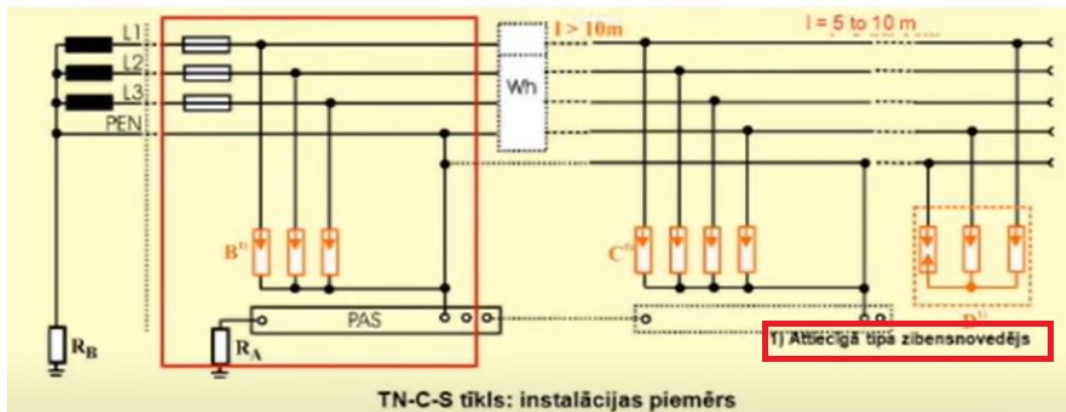 L1
L2
L3
PEN
l > 10m
l = 5 to 10 m
Wh
B¹⁾
C¹⁾
D¹⁾
PAS
R_B
R_A
1) Attiecīgā tipa zibensnovedējs
TN-C-S tīkls: instalācijas piemērs